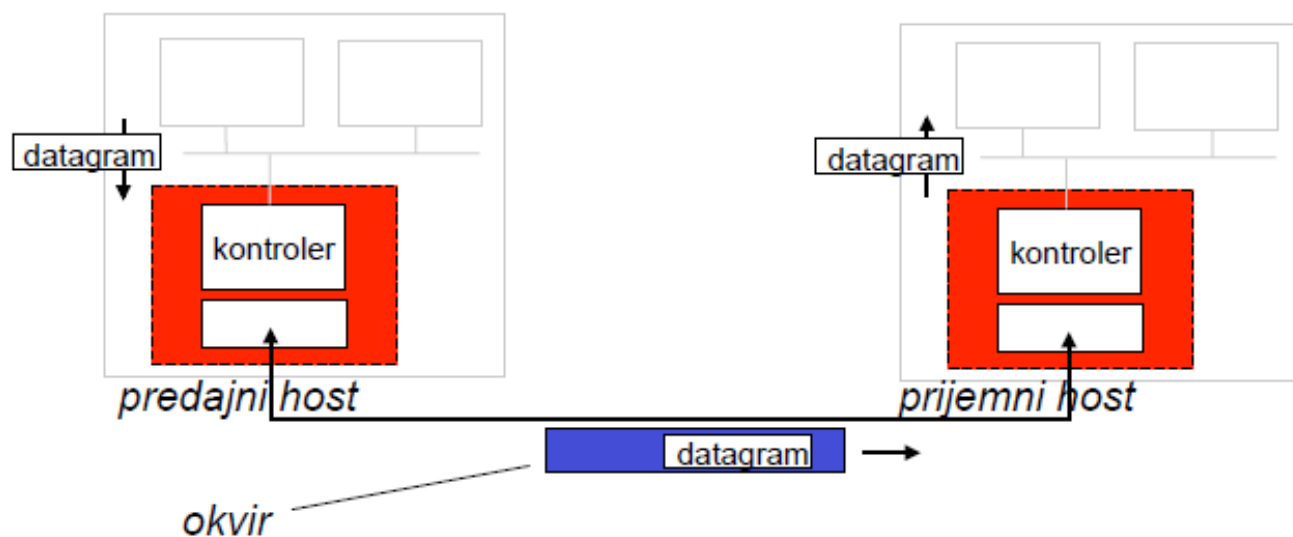 datagram
datagram
kontroler
kontroler
predajni host
prijemni host
datagram
okvir